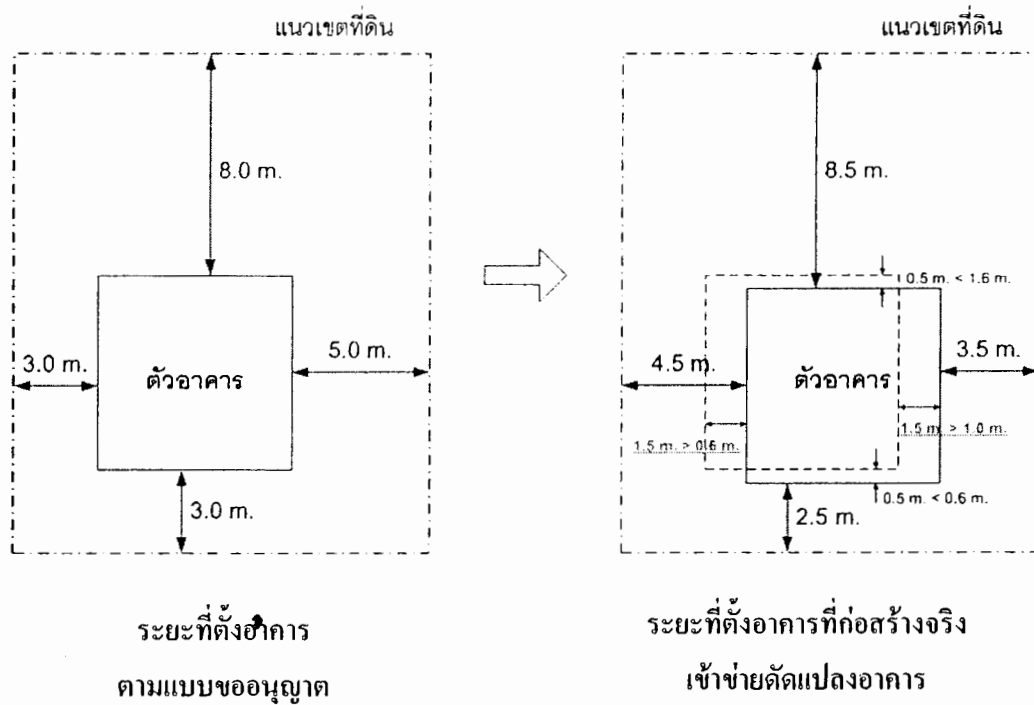 แนวเขตที่ดิน
8.0 m.
3.0 m.
ตัวอาคาร
5.0 m.
3.0 m.
ระยะที่ตั้งอาคาร
ตามแบบขออนุญาต
แนวเขตที่ดิน
8.5 m.
0.5 m. < 1.6 m.
4.5 m.
ตัวอาคาร
3.5 m.
1.5 m. > 0.6 m.
1.5 m. > 1.0 m.
0.5 m. < 0.6 m.
2.5 m.
ระยะที่ตั้งอาคารที่ก่อสร้างจริง
เข้าข่ายดัดแปลงอาคาร